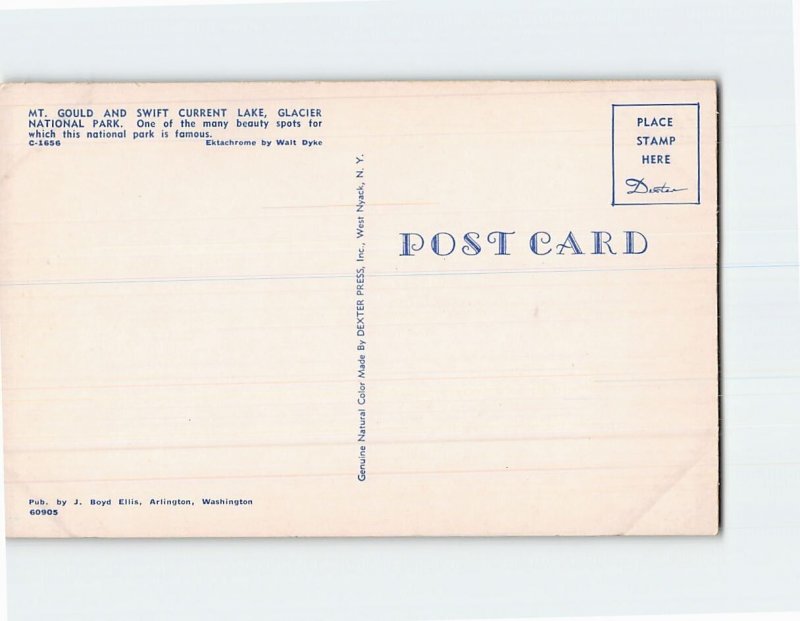 MT. GOULD AND SWIFT CURRENT LAKE, GLACIER
NATIONAL PARK. One of the many beauty spots for
which this national park is famous.
C-1656 Ektachrome by Walt Dyke
PLACE
STAMP
HERE
Dexter
POST CARD
Genuine Natural Color Made By DEXTER PRESS, Inc., West Nyack, N. Y.
Pub. by J. Boyd Ellis, Arlington, Washington
60905